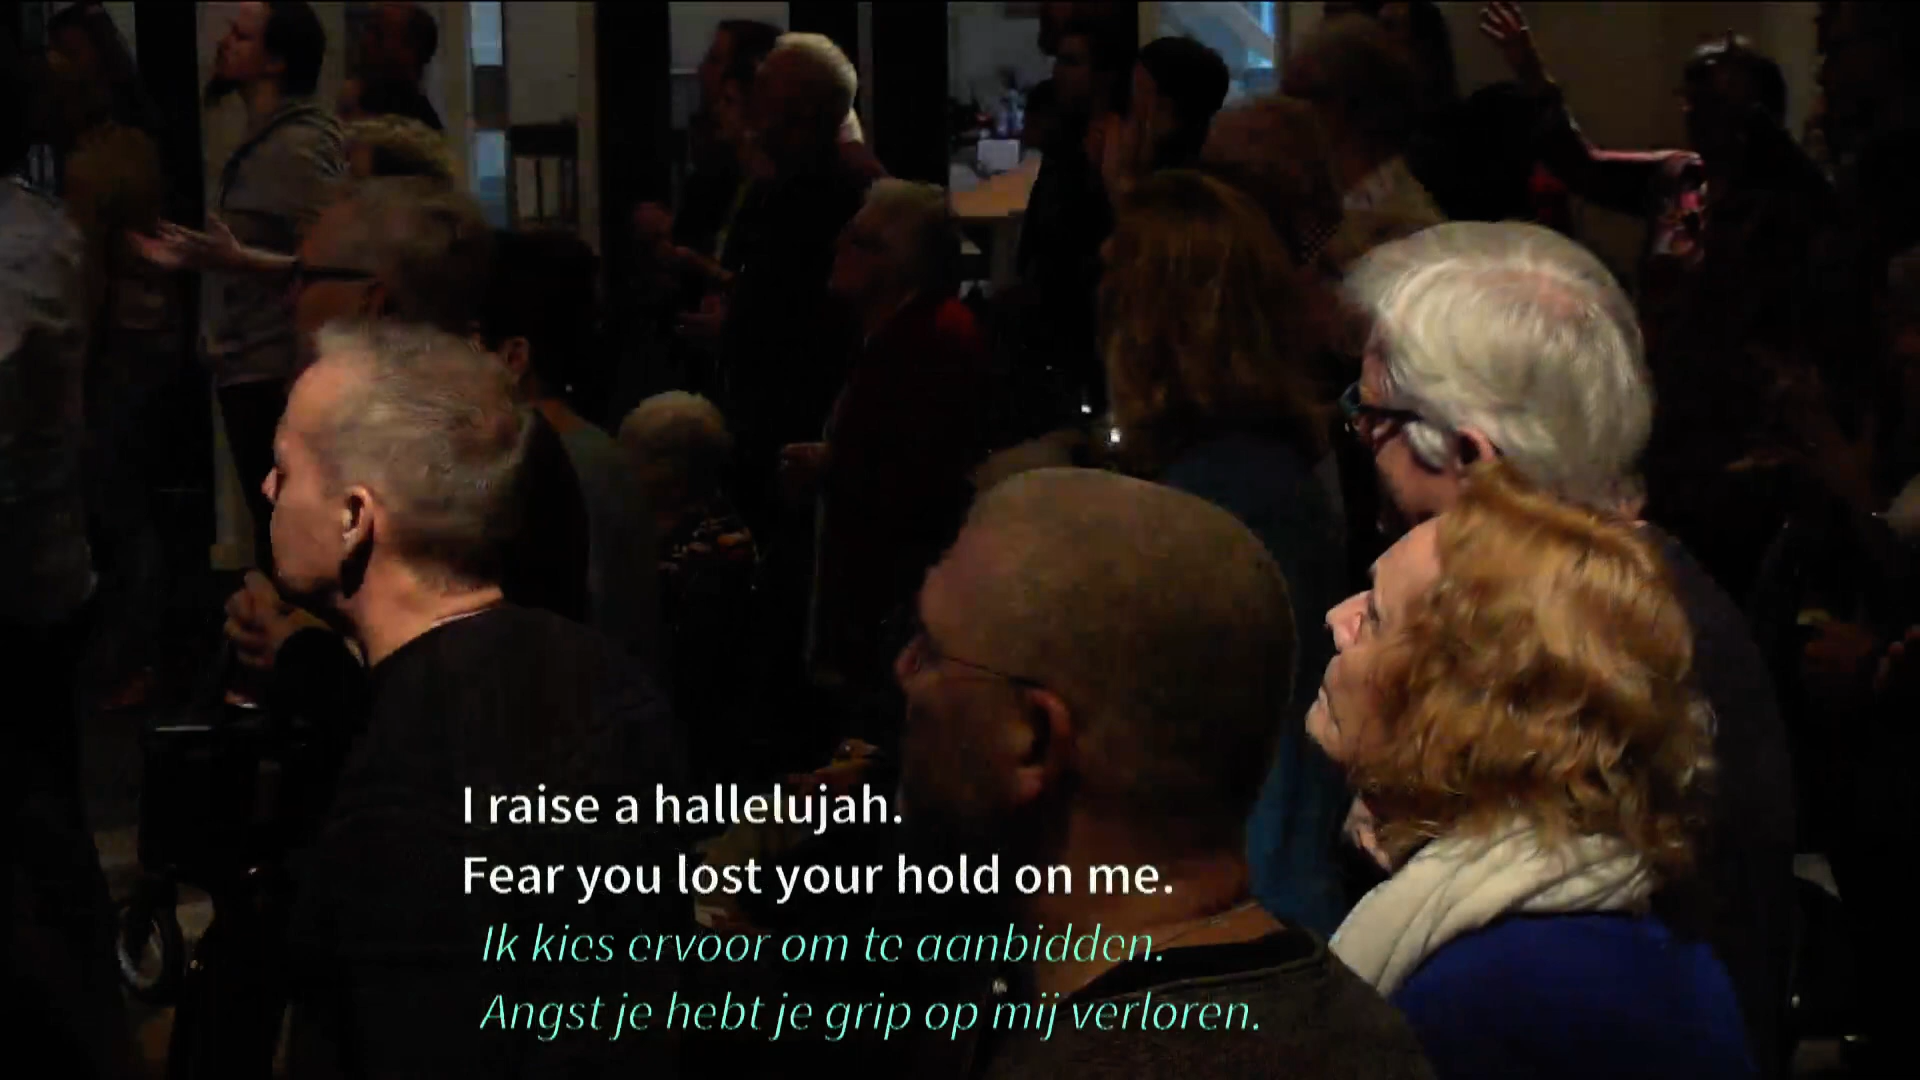 I raise a hallelujah.
Fear you lost your hold on me.
Ik kies ervoor om te aanbidden.
Angst je hebt je grip op mij verloren.